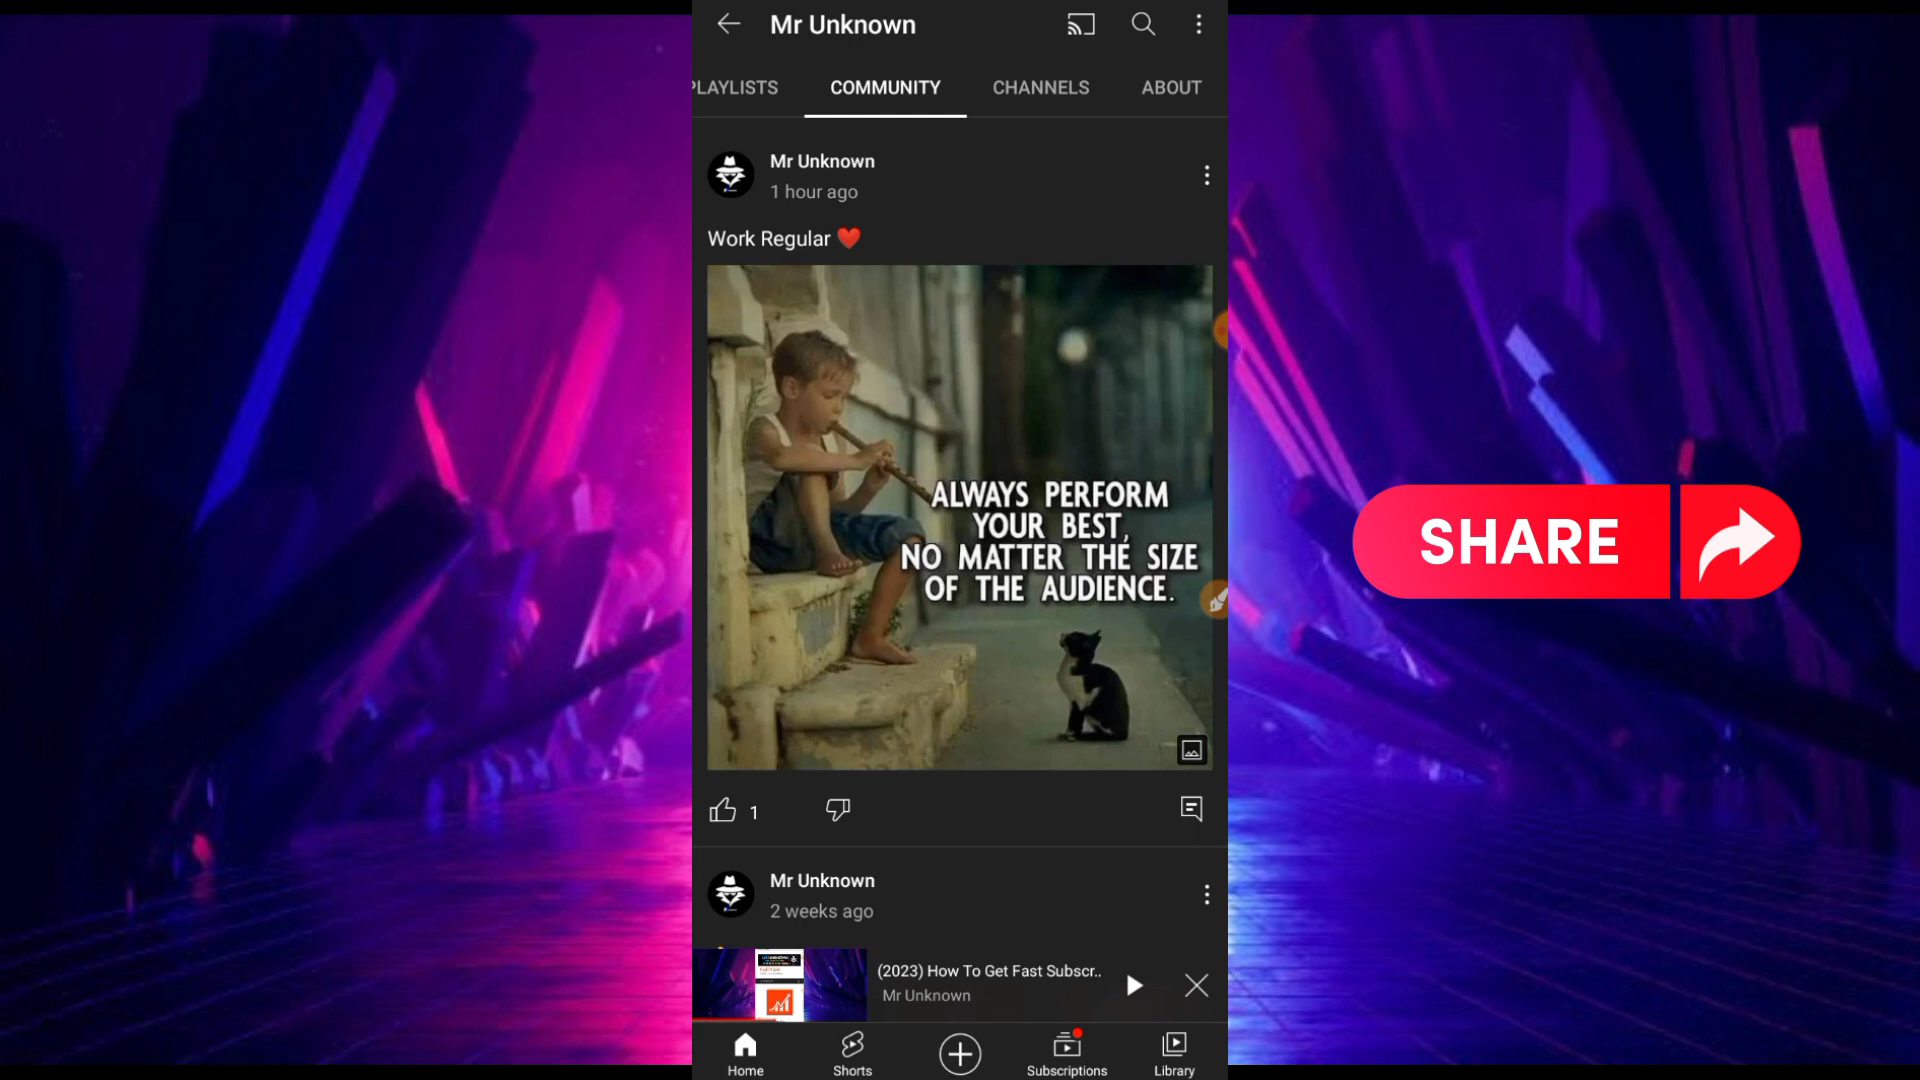 Mr Unknown
PLAYLISTS COMMUNITY CHANNELS ABOUT
Mr Unknown
1 hour ago
Work Regular ❤️
ALWAYS PERFORM
YOUR BEST,
NO MATTER THE SIZE
OF THE AUDIENCE.
SHARE
1
Mr Unknown
2 weeks ago
(2023) How To Get Fast Subscr..
Mr Unknown
Home Shorts Subscriptions Library